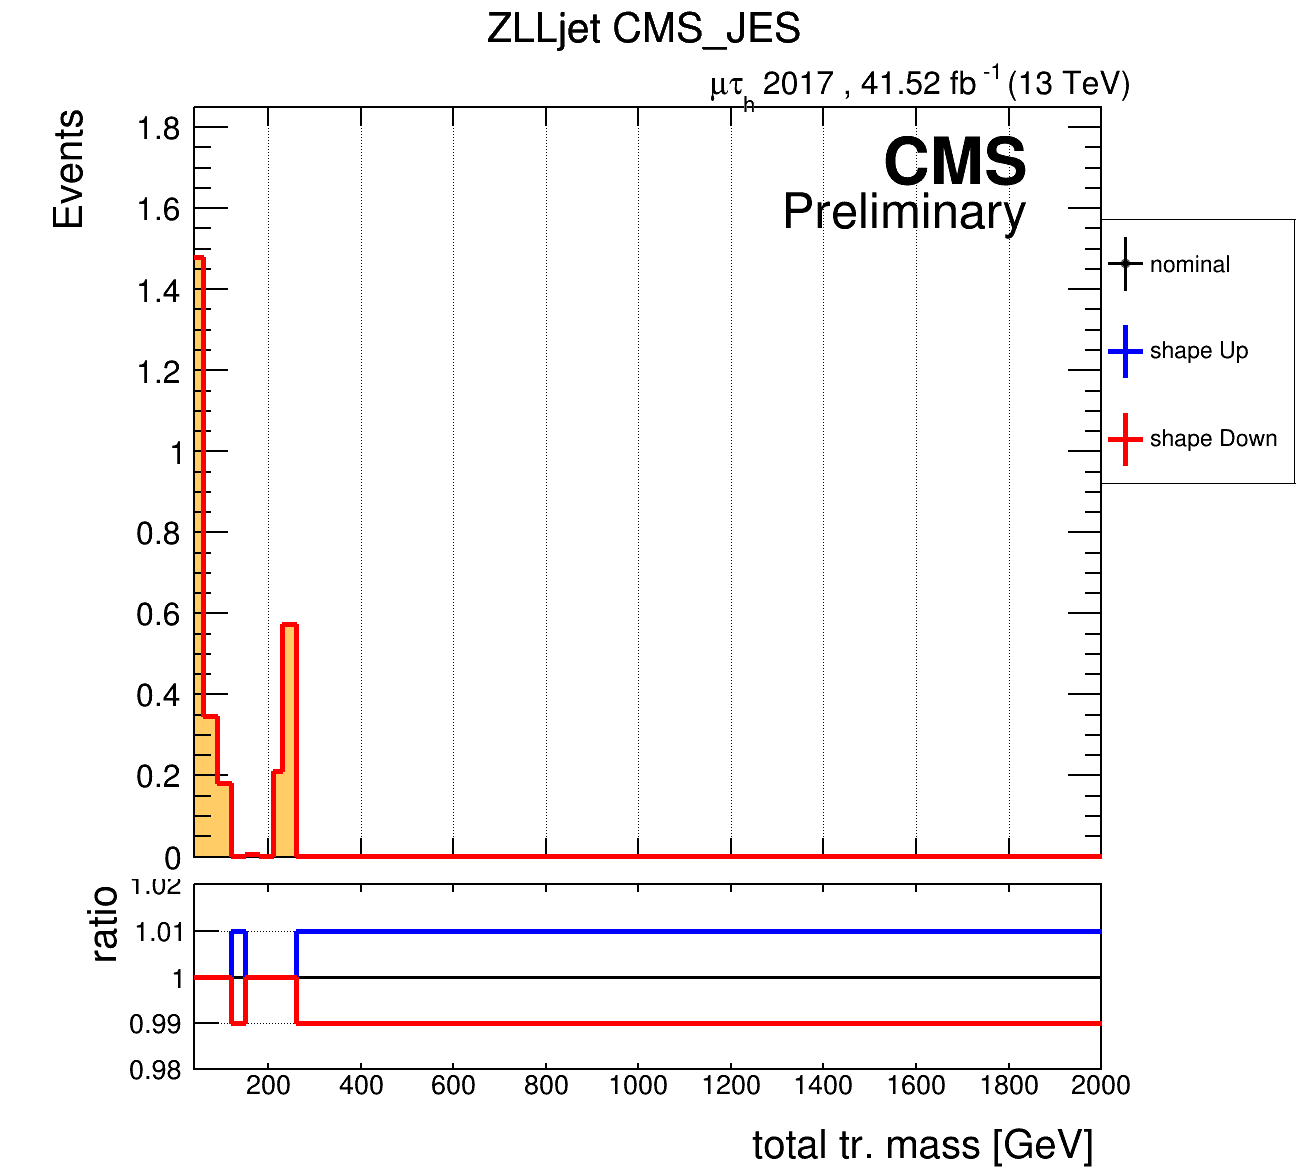 ZLLjet CMS_JES
μτh 2017 , 41.52 fb-1 (13 TeV)
Events
1.8
1.6
1.4
1.2
1
0.8
0.6
0.4
0.2
0
CMS
Preliminary
nominal
shape Up
shape Down
ratio
1.02
1.01
1
0.99
0.98
200 400 600 800 1000 1200 1400 1600 1800 2000
total tr. mass [GeV]